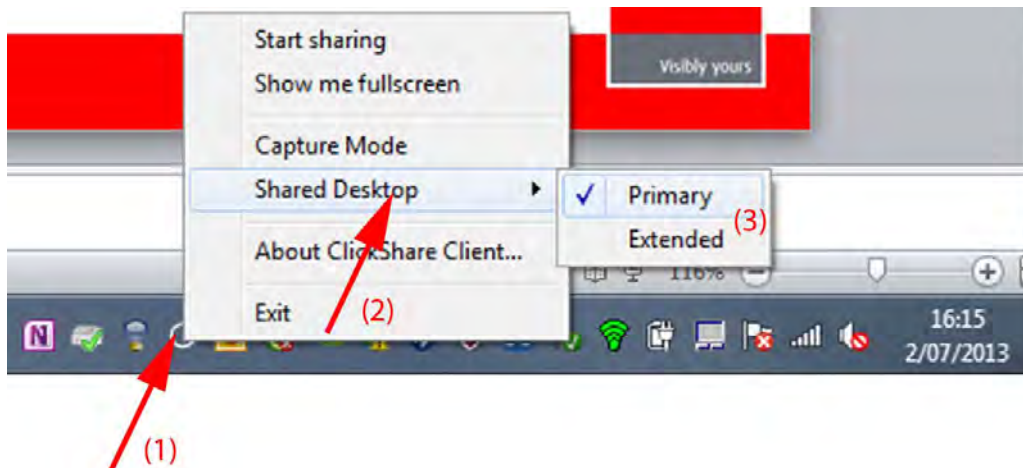 Start sharing
Show me fullscreen
Visibly yours
Capture Mode
Shared Desktop
Primary
(3)
Extended
About ClickShare Client...
116%
Exit
(2)
N
16:15
2/07/2013
(1)